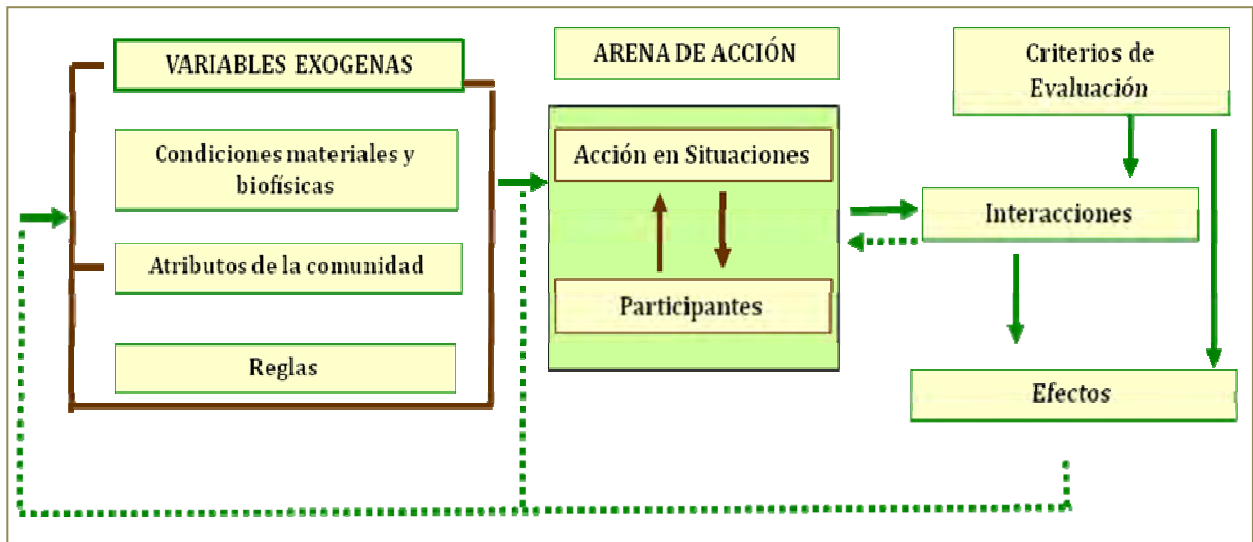 VARIABLES EXOGENAS
Condiciones materiales y
biofísicas
Atributos de la comunidad
Reglas
ARENA DE ACCIÓN
Acción en Situaciones
Participantes
Criterios de
Evaluación
Interacciones
Efectos